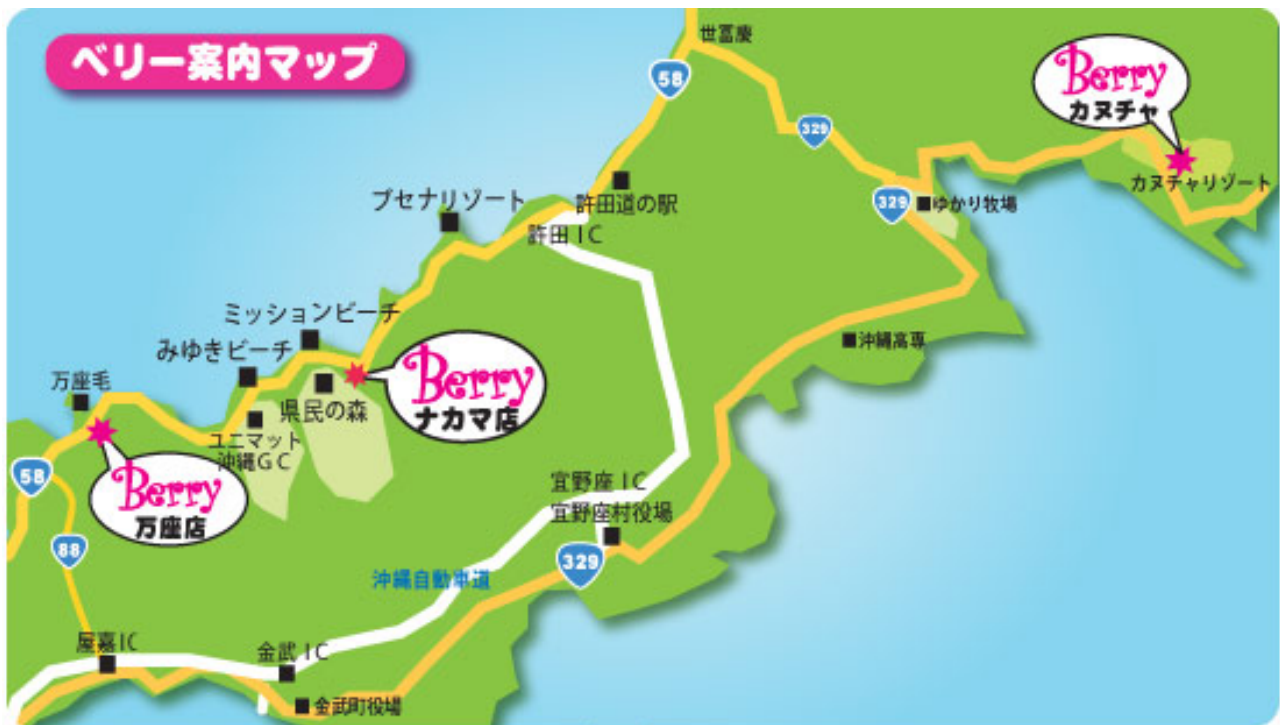 ベリー案内マップ
世冨慶
58
329
Berry
カヌチャ
カヌチャリゾート
329
ゆかり牧場
ブセナリゾート
許田道の駅
許田IC
ミッションビーチ
みゆきビーチ
沖縄高専
万座毛
県民の森
Berry
ナカマ店
ユニマット
沖縄GC
58
Berry
万座店
宜野座IC
宜野座村役場
88
329
沖縄自動車道
屋嘉IC
金武IC
金武町役場